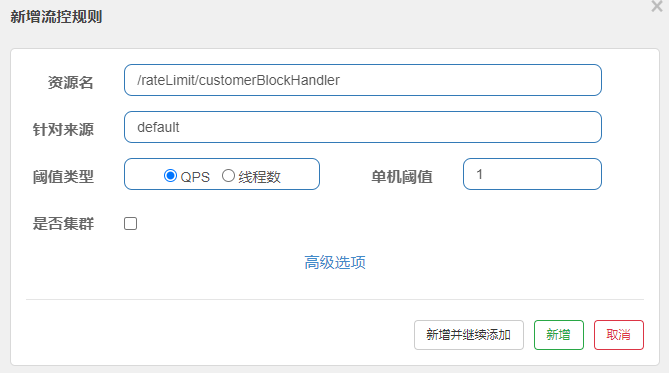 新增流控规则
资源名 /rateLimit/customerBlockHandler
针对来源 default
阈值类型 QPS 线程数 单机阈值 1
是否集群
高级选项
新增并继续添加 新增 取消